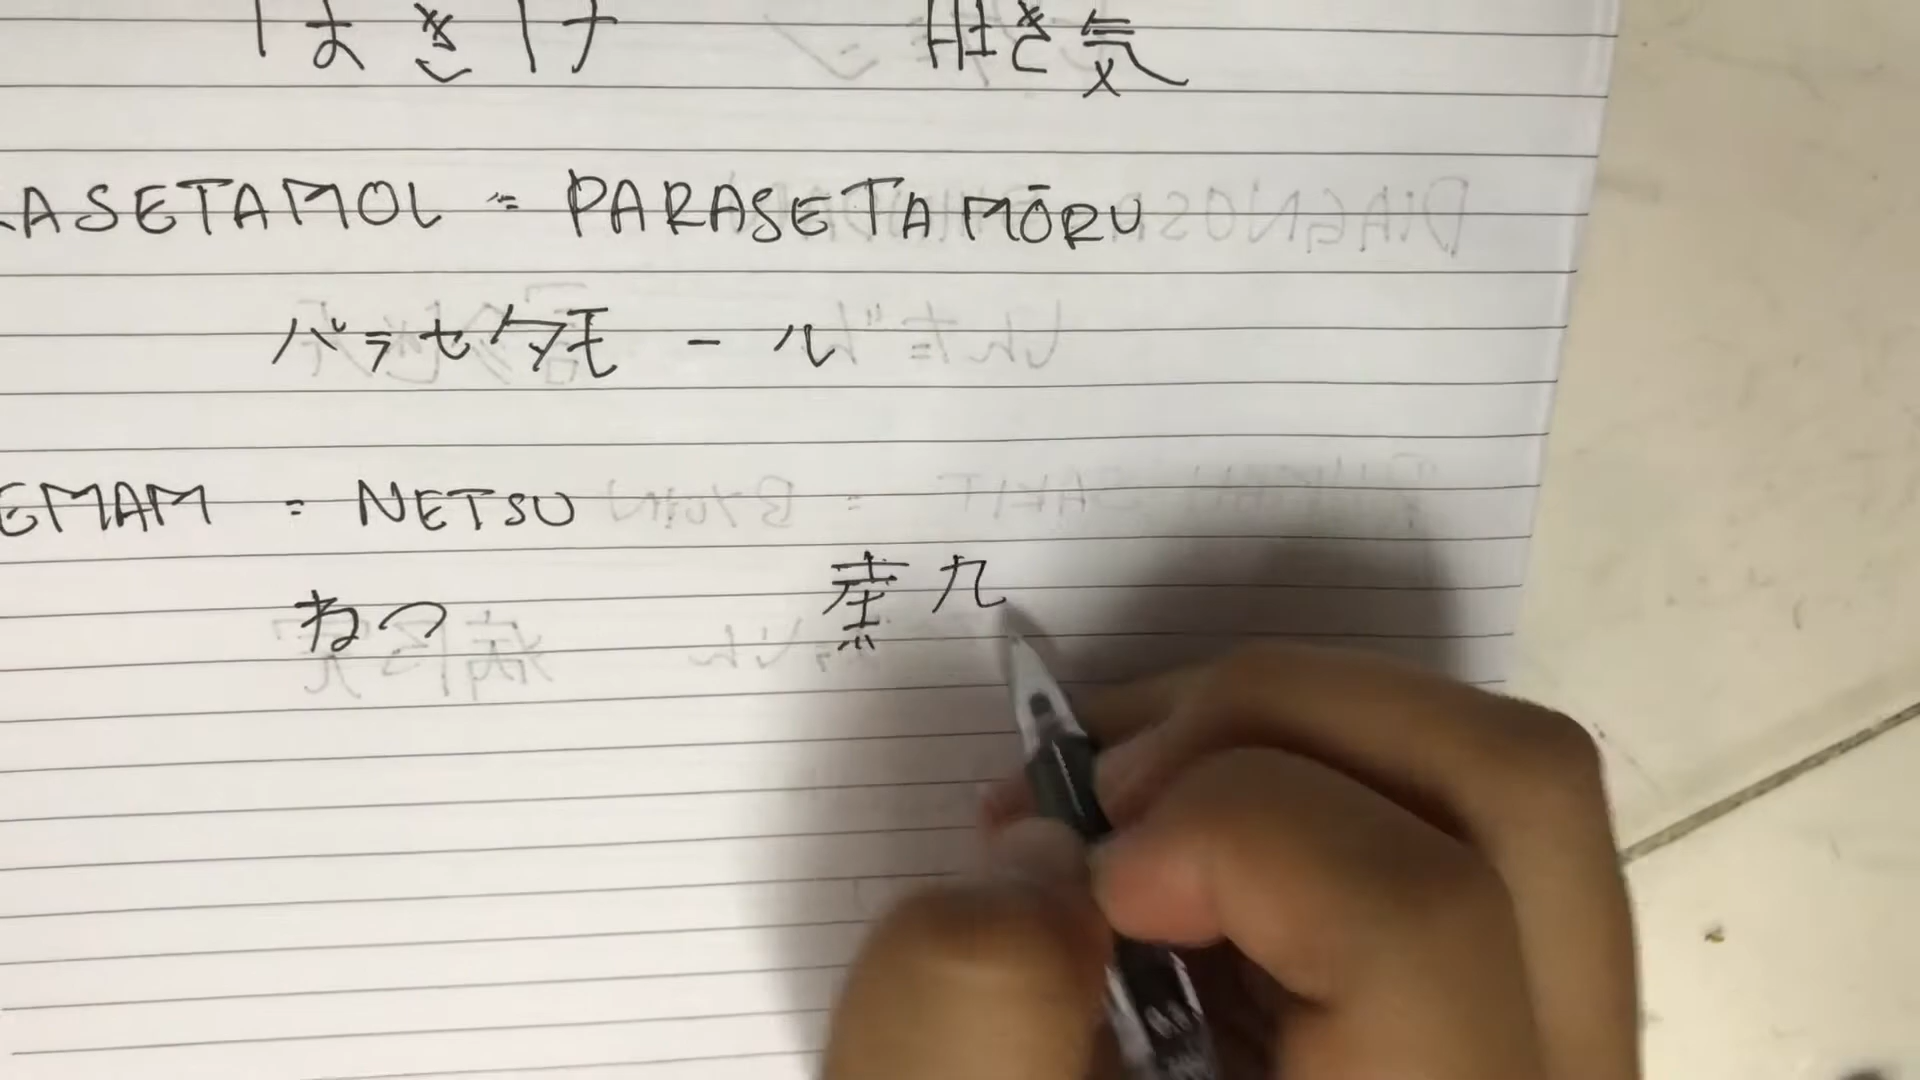 はきけ 吐き気
ASETAMOL = PARASETAMŌRU
パラセタモール
EMAM = NETSU
ねつ